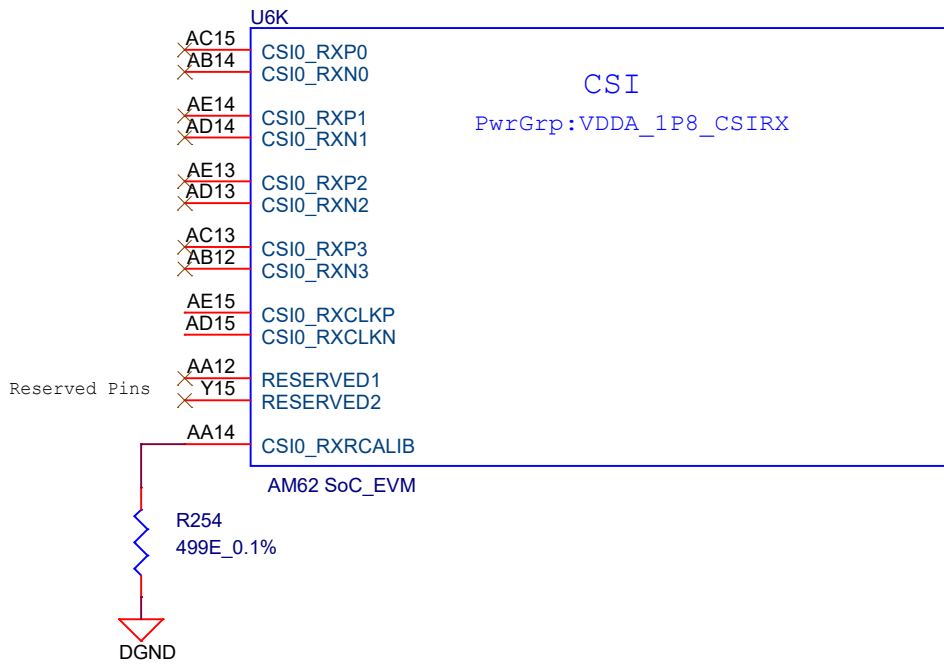 U6K
AC15 CSI0_RXP0
AB14 CSI0_RXN0
CSI
AE14 CSI0_RXP1
PwrGrp:VDDA_1P8_CSIRX
AD14 CSI0_RXN1
AE13 CSI0_RXP2
AD13 CSI0_RXN2
AC13 CSI0_RXP3
AB12 CSI0_RXN3
AE15 CSI0_RXCLKP
AD15 CSI0_RXCLKN
AA12 RESERVED1
Reserved Pins
Y15 RESERVED2
AA14 CSI0_RXRCALIB
AM62 SoC_EVM
R254
499E_0.1%
DGND